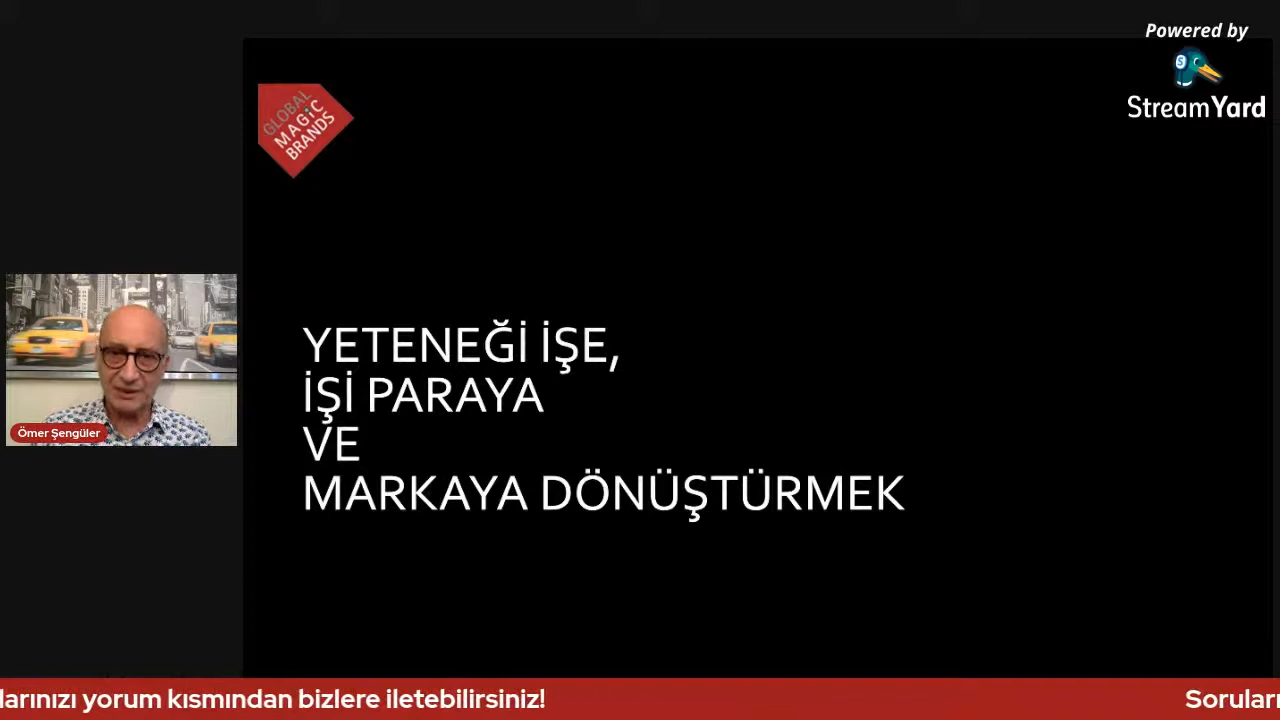 Powered by
StreamYard
GLOBAL
MAGiC
BRANDS
YETENEĞİ İŞE,
İŞİ PARAYA
VE
MARKAYA DÖNÜŞTÜRMEK
Ömer Şengüler
larınızı yorum kısmından bizlere iletebilirsiniz!
Soruları